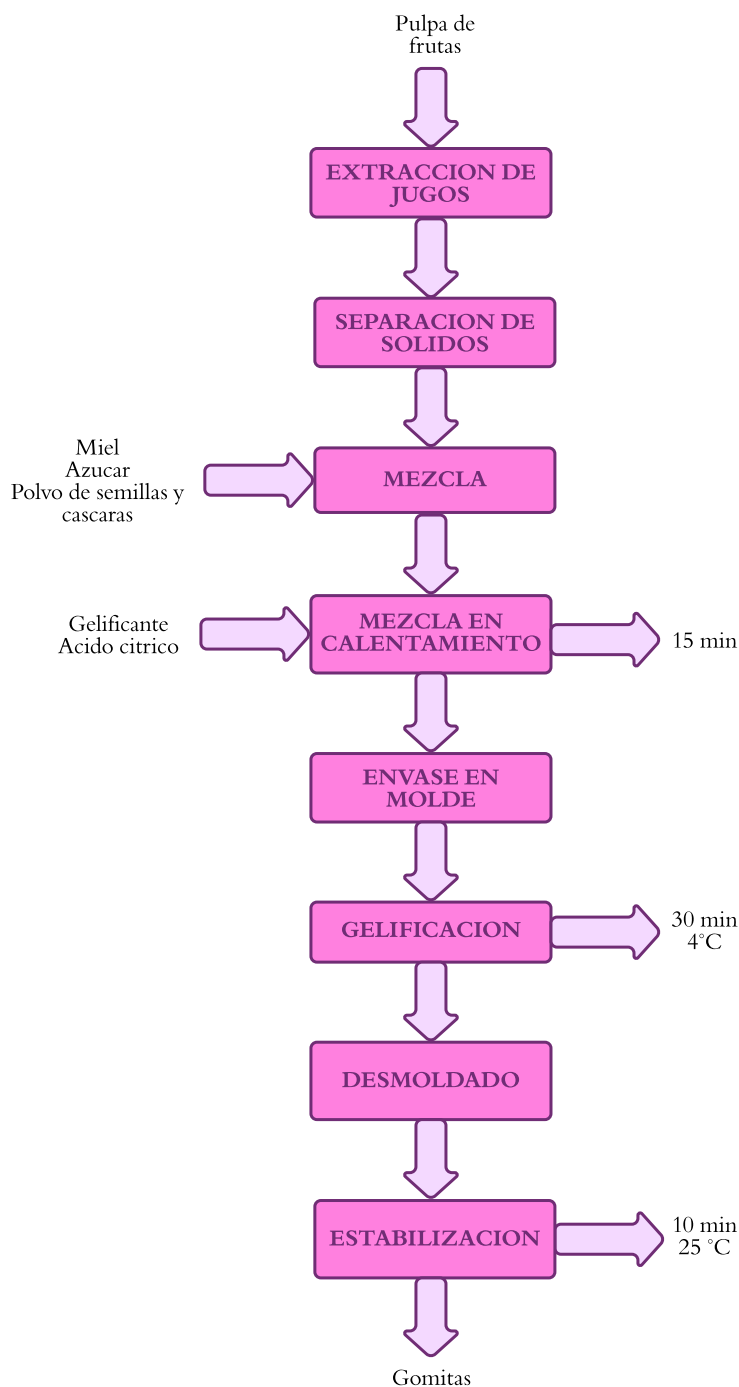 Pulpa de
frutas
EXTRACCION DE
JUGOS
SEPARACION DE
SOLIDOS
Miel
Azucar
Polvo de semillas y
cascaras
MEZCLA
Gelificante
Acido citrico
MEZCLA EN
CALENTAMIENTO
15 min
ENVASE EN
MOLDE
GELIFICACION
30 min
4°C
DESMOLDADO
ESTABILIZACION
10 min
25 °C
Gomitas